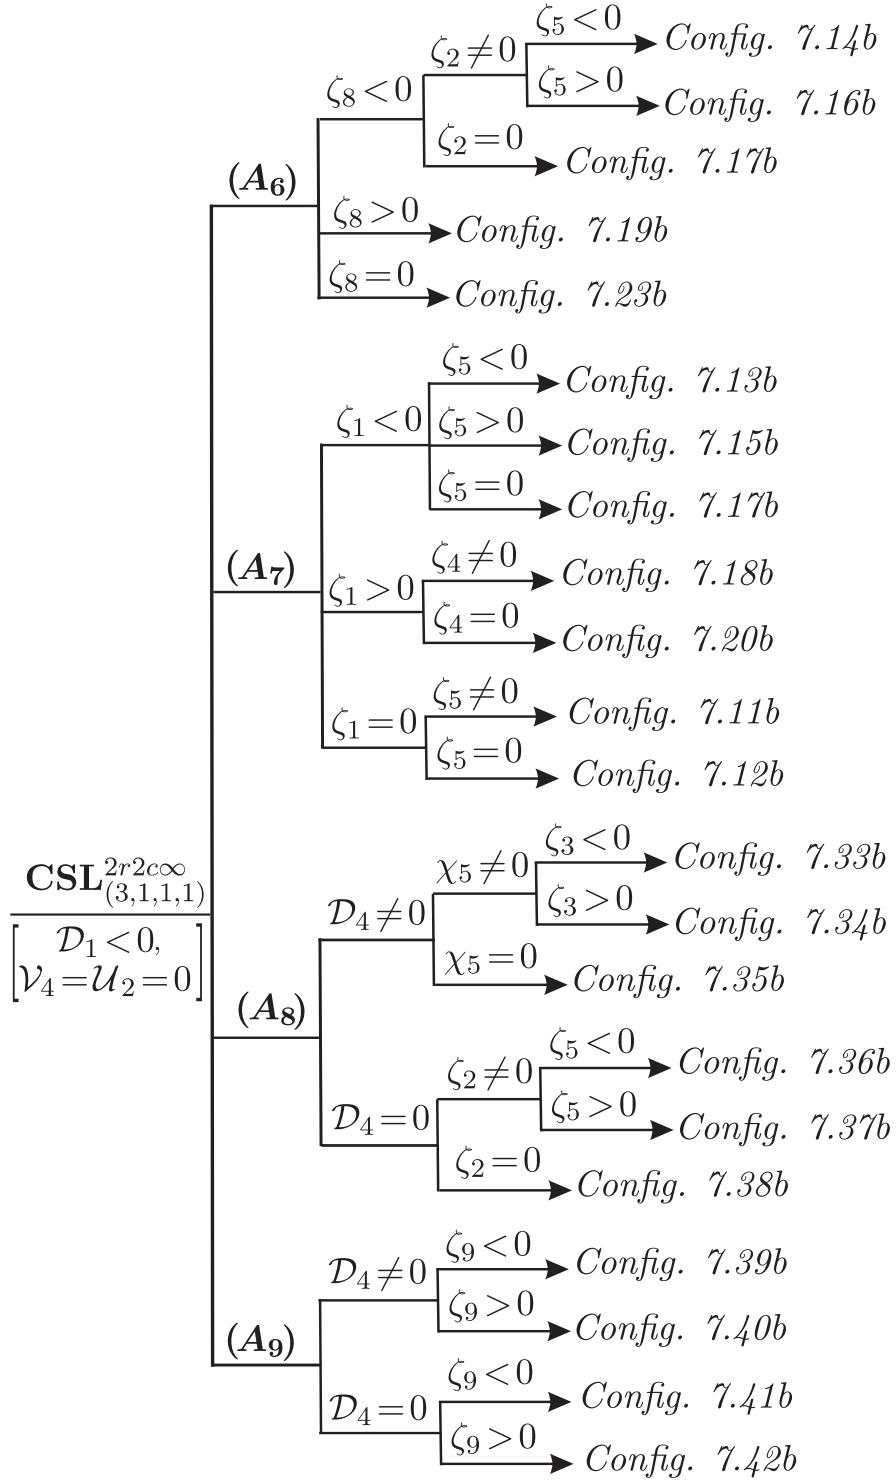 ζ₅<0 Config. 7.14b
ζ₂≠0
ζ₅>0 Config. 7.16b
ζ₈<0
ζ₂=0 Config. 7.17b
(A₆)
ζ₈>0 Config. 7.19b
ζ₈=0 Config. 7.23b
ζ₅<0 Config. 7.13b
ζ₁<0 ζ₅>0 Config. 7.15b
ζ₅=0 Config. 7.17b
(A₇)
ζ₄≠0 Config. 7.18b
ζ₁>0
ζ₄=0 Config. 7.20b
ζ₅≠0 Config. 7.11b
ζ₁=0
ζ₅=0 Config. 7.12b
CSL^{2r2c∞}_{(3,1,1,1)}
[𝒟₁<0,
𝒱₄=𝒰₂=0]
ζ₃<0 Config. 7.33b
χ₅≠0
ζ₃>0 Config. 7.34b
𝒟₄≠0
χ₅=0 Config. 7.35b
(A₈)
ζ₅<0 Config. 7.36b
ζ₂≠0
ζ₅>0 Config. 7.37b
𝒟₄=0
ζ₂=0 Config. 7.38b
ζ₉<0 Config. 7.39b
𝒟₄≠0
ζ₉>0 Config. 7.40b
(A₉)
ζ₉<0 Config. 7.41b
𝒟₄=0
ζ₉>0 Config. 7.42b